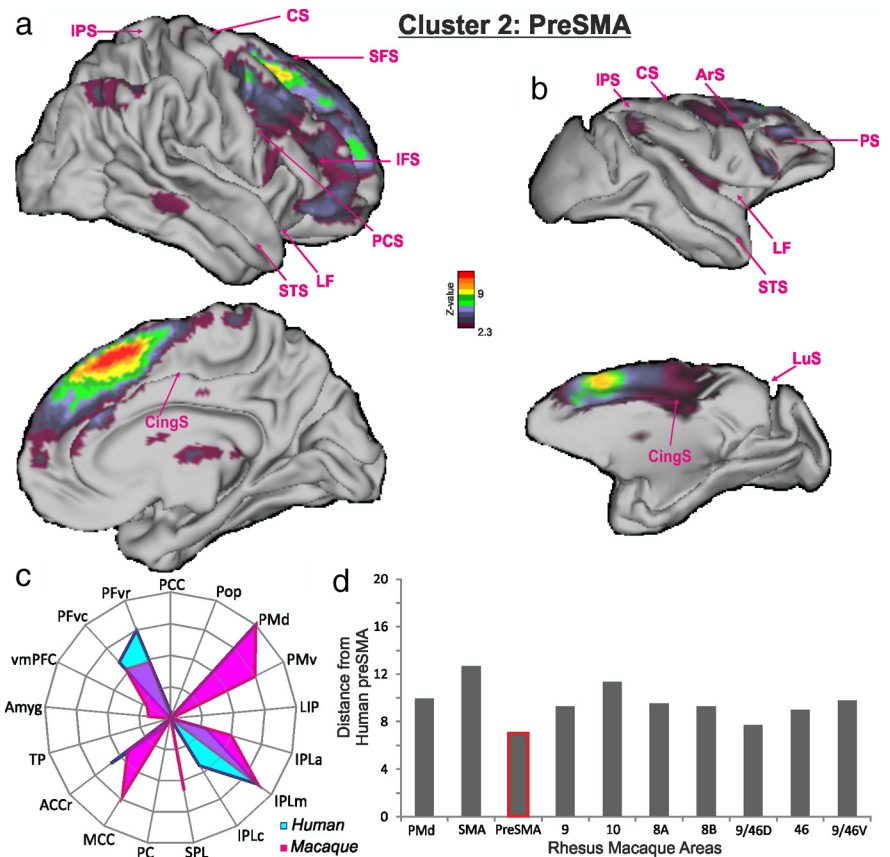 Cluster 2: PreSMA
a
IPS
CS
SFS
IFS
PCS
LF
STS
b
IPS
CS
ArS
PS
LF
STS
Z-value
9
2.3
CingS
LuS
CingS
c
PCC
Pop
PMd
PMv
LIP
IPLa
IPLm
IPLc
SPL
PC
MCC
ACCr
TP
Amyg
vmPFC
PFvc
PFvr
Human
Macaque
d
Distance from
Human preSMA
20
16
12
8
4
0
PMd SMA PreSMA 9 10 8A 8B 9/46D 46 9/46V
Rhesus Macaque Areas